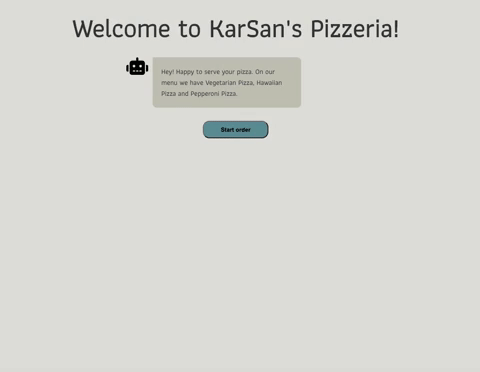 Welcome to KarSan's Pizzeria!
Hey! Happy to serve your pizza. On our
menu we have Vegetarian Pizza, Hawaiian
Pizza and Pepperoni Pizza.
Start order